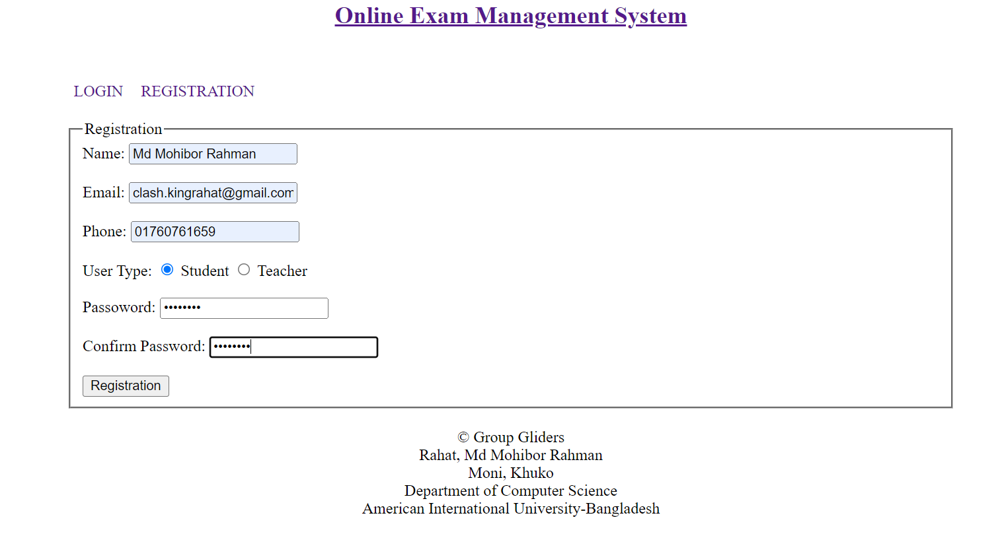 Online Exam Management System
LOGIN REGISTRATION
Registration
Name: Md Mohibor Rahman
Email: clash.kingrahat@gmail.com
Phone: 01760761659
User Type: Student Teacher
Passoword: ••••••••
Confirm Password: ••••••••
Registration
© Group Gliders
Rahat, Md Mohibor Rahman
Moni, Khuko
Department of Computer Science
American International University-Bangladesh